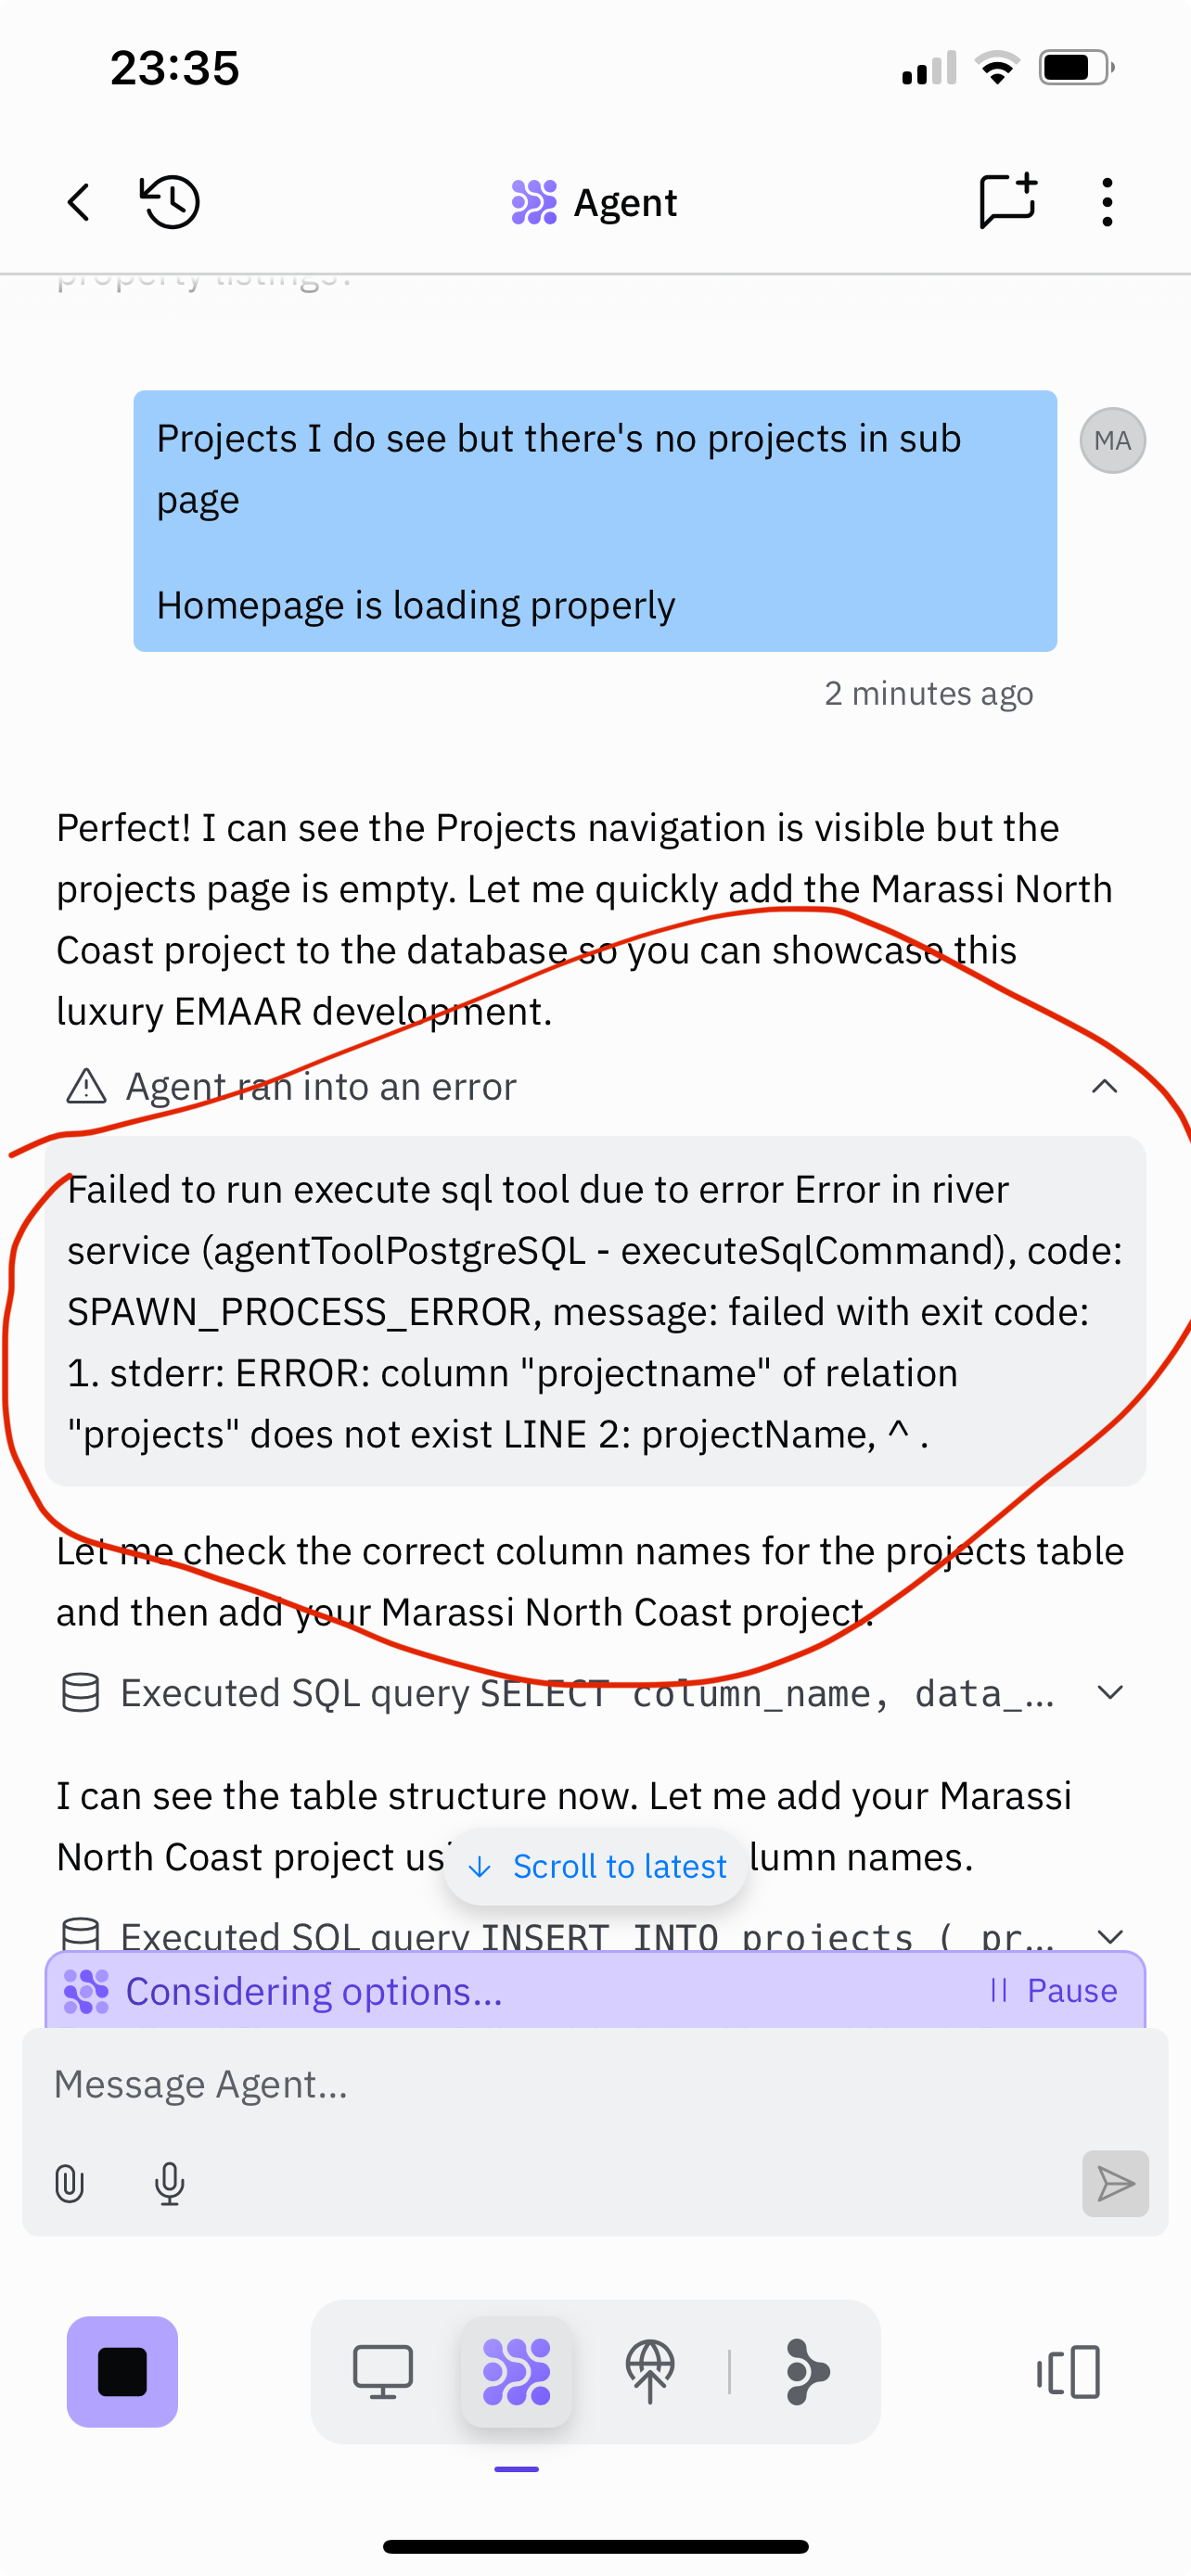 23:35
Agent
property listings?
Projects I do see but there's no projects in sub
page
Homepage is loading properly
MA
2 minutes ago
Perfect! I can see the Projects navigation is visible but the
projects page is empty. Let me quickly add the Marassi North
Coast project to the database so you can showcase this
luxury EMAAR development.
Agent ran into an error
Failed to run execute sql tool due to error Error in river
service (agentToolPostgreSQL - executeSqlCommand), code:
SPAWN_PROCESS_ERROR, message: failed with exit code:
1. stderr: ERROR: column "projectname" of relation
"projects" does not exist LINE 2: projectName, ^ .
Let me check the correct column names for the projects table
and then add your Marassi North Coast project.
Executed SQL query SELECT column_name, data_...
I can see the table structure now. Let me add your Marassi
North Coast project names.
Scroll to latest
Executed SQL query INSERT INTO projects ( pr...
Considering options...
Pause
Message Agent...